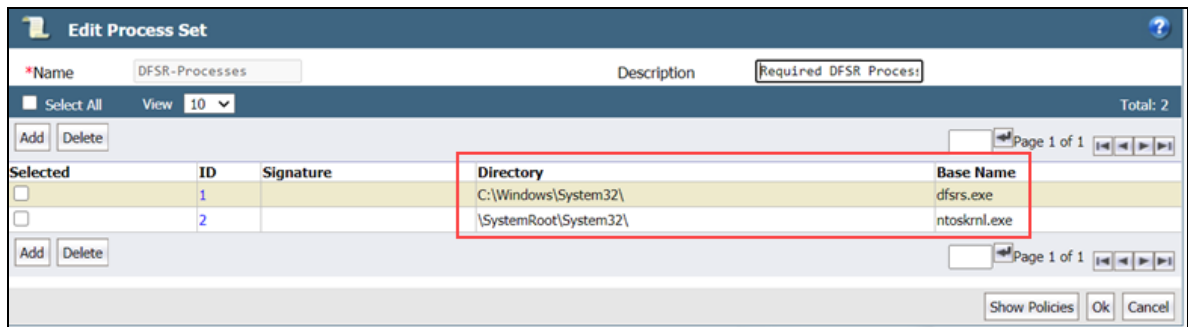 Edit Process Set ?
*Name DFSR-Processes Description Required DFSR Process
Select All View 10 Total: 2
Add Delete Page 1 of 1
Selected ID Signature Directory Base Name
1 C:\Windows\System32\ dfsrs.exe
2 \SystemRoot\System32\ ntoskrnl.exe
Add Delete Page 1 of 1
Show Policies Ok Cancel